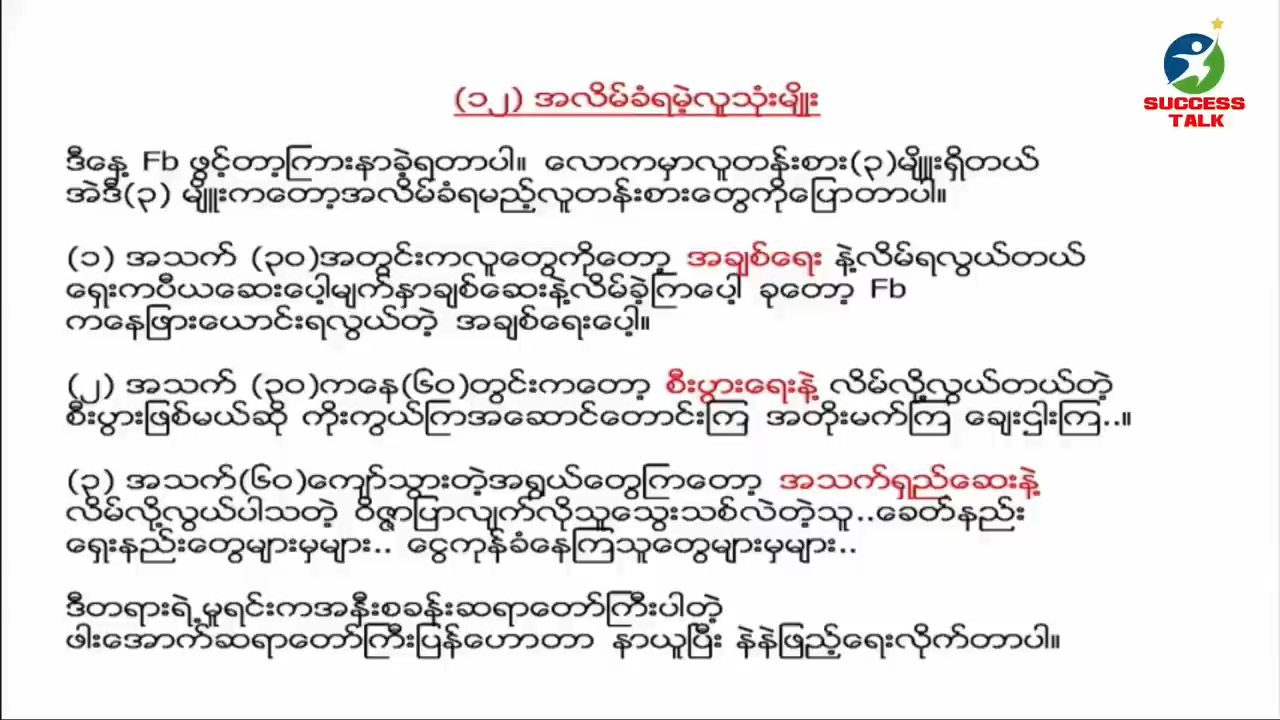 SUCCESS
TALK
(၁၂) အလိမ်ခံရမဲ့လူသုံးမျိုး
ဒီနေ့ Fb ဖွင့်တာ့ကြားနာခဲ့ရတာပါ။ လောကမှာလူတန်းစား(၃)မျိူးရှိတယ်
အဲဒီ(၃) မျိူးကတော့အလိမ်ခံရမည့်လူတန်းစားတွေကိုပြောတာပါ။
(၁) အသက် (၃၀)အတွင်းကလူတွေကိုတော့ အချစ်ရေး နဲ့လိမ်ရလွယ်တယ်
ရှေးကပီယဆေးပေါ့မျက်နှာချစ်ဆေးနဲ့လိမ်ခဲ့ကြပေါ့ ခုတော့ Fb
ကနေဖြားယောင်းရလွယ်တဲ့ အချစ်ရေးပေါ့။
(၂) အသက် (၃၀)ကနေ(၆၀)တွင်းကတော့ စီးပွားရေးနဲ့ လိမ်လို့လွယ်တယ်တဲ့
စီးပွားဖြစ်မယ်ဆို ကိုးကွယ်ကြအဆောင်တောင်းကြ အတိုးမက်ကြ ချေးငှါးကြ..။
(၃) အသက်(၆၀)ကျော်သွားတဲ့အရွယ်တွေကြတော့ အသက်ရှည်ဆေးနဲ့
လိမ်လို့လွယ်ပါသတဲ့ ဝိဇ္ဇာပြာလျက်လိုသူသွေးသစ်လဲတဲ့သူ..ခေတ်နည်း
ရှေးနည်းတွေများမှများ.. ငွေကုန်ခံနေကြသူတွေများမှများ..
ဒီတရားရဲ့မူရင်းကအနီးစခန်းဆရာတော်ကြီးပါတဲ့
ဖါးအောက်ဆရာတော်ကြီးပြန်ဟောတာ နာယူပြီး နဲနဲဖြည့်ရေးလိုက်တာပါ။